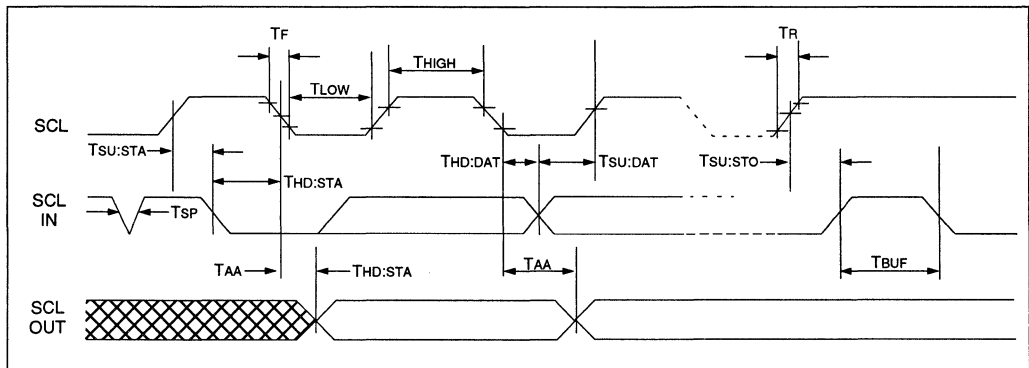 TF
TR
THIGH
TLOW
SCL
TSU:STA
THD:DAT
TSU:DAT
TSU:STO
THD:STA
SCL
IN
TSP
TAA
THD:STA
TAA
TBUF
SCL
OUT